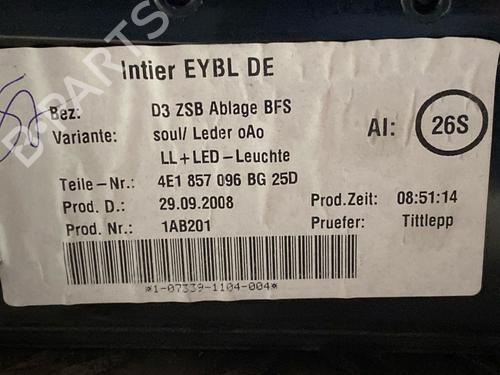 Intier EYBL DE
Bez: D3 ZSB Ablage BFS
Variante: soul/ Leder oAo
LL+LED-Leuchte
AI: 26S
Teile-Nr.: 4E1 857 096 BG 25D
Prod. D.: 29.09.2008 Prod.Zeit: 08:51:14
Prod. Nr.: 1AB201 Pruefer: Tittlepp
*1-07339-1104-004*
B-PARTS